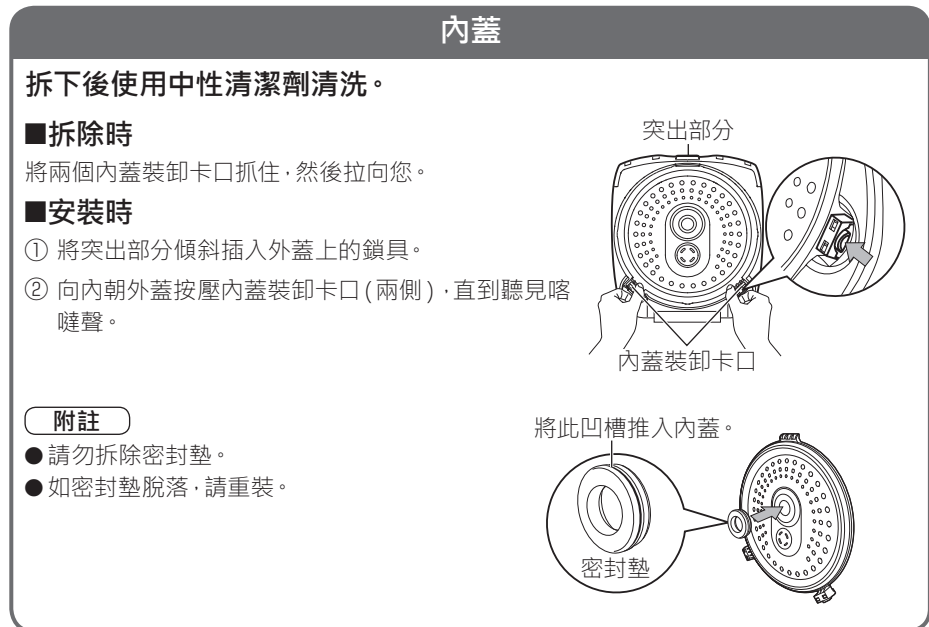 內蓋
拆下後使用中性清潔劑清洗。
■拆除時
將兩個內蓋裝卸卡口抓住,然後拉向您。
■安裝時
① 將突出部分傾斜插入外蓋上的鎖具。
② 向內朝外蓋按壓內蓋裝卸卡口(兩側),直到聽見喀
噠聲。
突出部分
內蓋裝卸卡口
附註
●請勿拆除密封墊。
●如密封墊脫落,請重裝。
將此凹槽推入內蓋。
密封墊